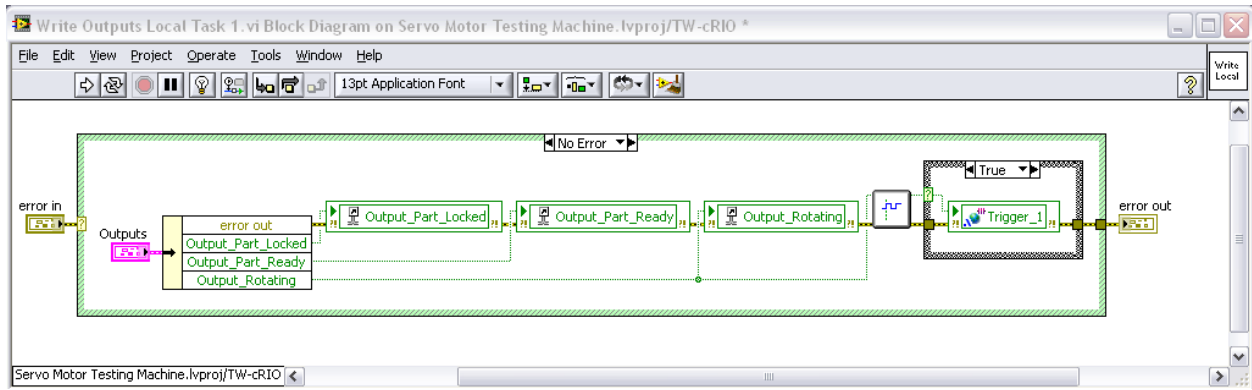 Write Outputs Local Task 1.vi Block Diagram on Servo Motor Testing Machine.lvproj/TW-cRIO *
File Edit View Project Operate Tools Window Help
Write
Local
13pt Application Font
?
No Error
True
error in
?
Outputs
error out
Output_Part_Locked
Output_Part_Ready
Output_Rotating
Output_Part_Locked
Output_Part_Ready
Output_Rotating
?
Trigger_1
error out
Servo Motor Testing Machine.lvproj/TW-cRIO